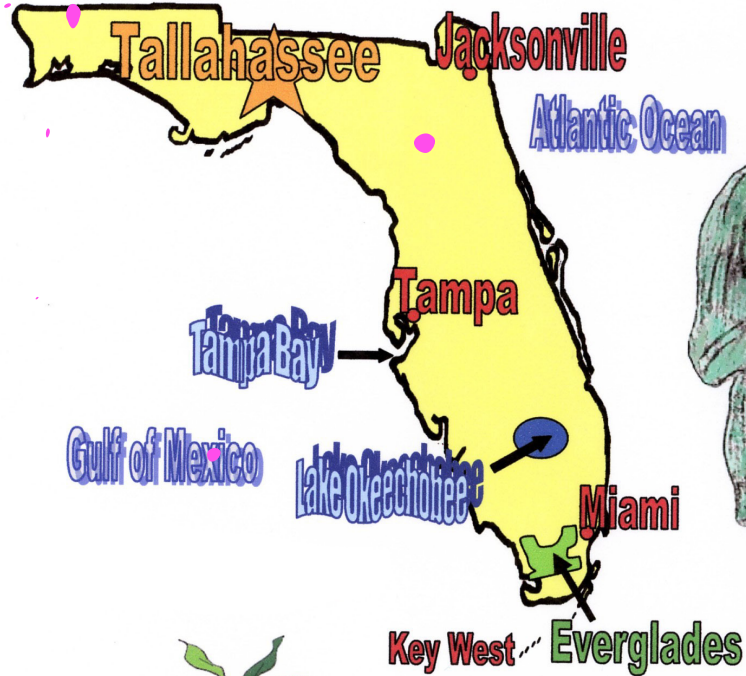 Tallahassee
Jacksonville
Atlantic Ocean
Tampa
Tampa Bay
Gulf of Mexico
Lake Okeechobee
Miami
Key West
Everglades